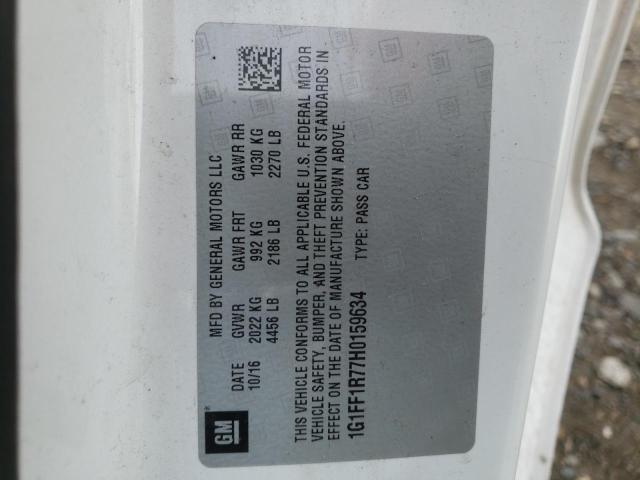 GM
MFD BY GENERAL MOTORS LLC
DATE GVWR GAWR FRT GAWR RR
10/16 2022 KG 992 KG 1030 KG
4456 LB 2186 LB 2270 LB
THIS VEHICLE CONFORMS TO ALL APPLICABLE U.S. FEDERAL MOTOR
VEHICLE SAFETY, BUMPER, AND THEFT PREVENTION STANDARDS IN
EFFECT ON THE DATE OF MANUFACTURE SHOWN ABOVE.
1G1FF1R77H0159634 TYPE: PASS CAR